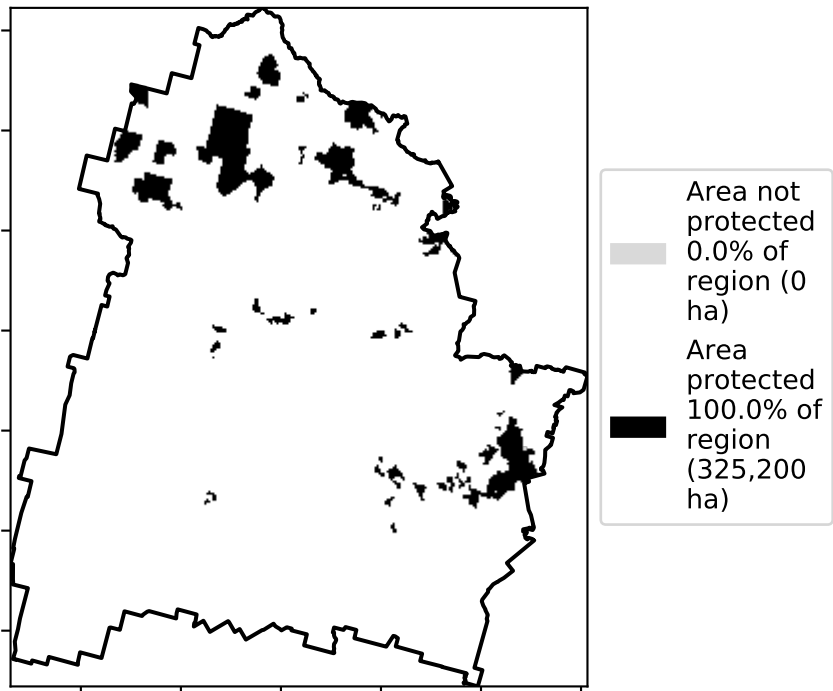 Area not
protected
0.0% of
region (0
ha)
Area
protected
100.0% of
region
(325,200
ha)